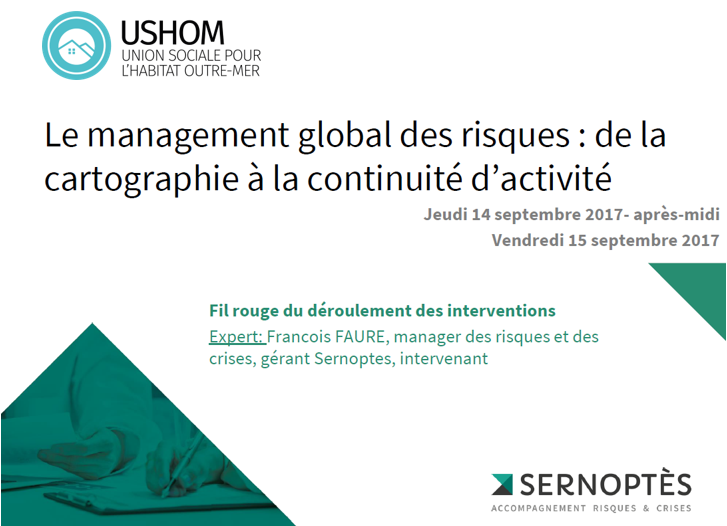 USHOM
UNION SOCIALE POUR
L'HABITAT OUTRE-MER
Le management global des risques : de la
cartographie à la continuité d'activité
Jeudi 14 septembre 2017- après-midi
Vendredi 15 septembre 2017
Fil rouge du déroulement des interventions
Expert: Francois FAURE, manager des risques et des
crises, gérant Sernoptes, intervenant
SERNOPTÈS
ACCOMPAGNEMENT RISQUES & CRISES